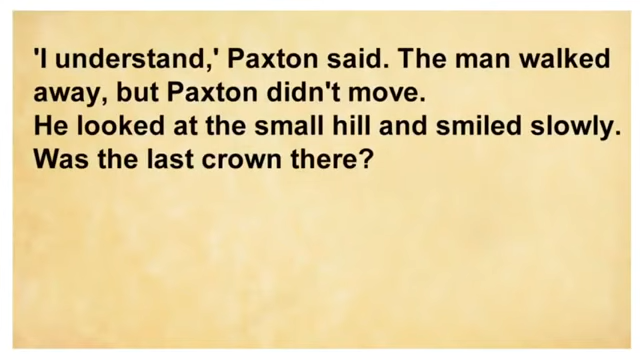 'I understand,' Paxton said. The man walked
away, but Paxton didn't move.
He looked at the small hill and smiled slowly.
Was the last crown there?